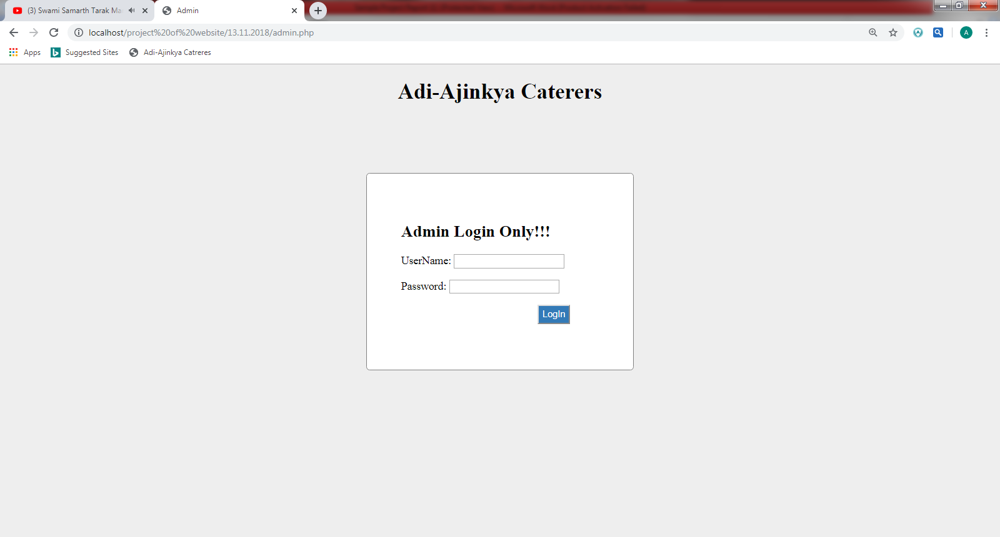 (3) Swami Samarth Tarak Ma
Admin
localhost/project%20of%20website/13.11.2018/admin.php
A
Apps
Suggested Sites
Adi-Ajinkya Catreres
Adi-Ajinkya Caterers
Admin Login Only!!!
UserName:
Password:
LogIn